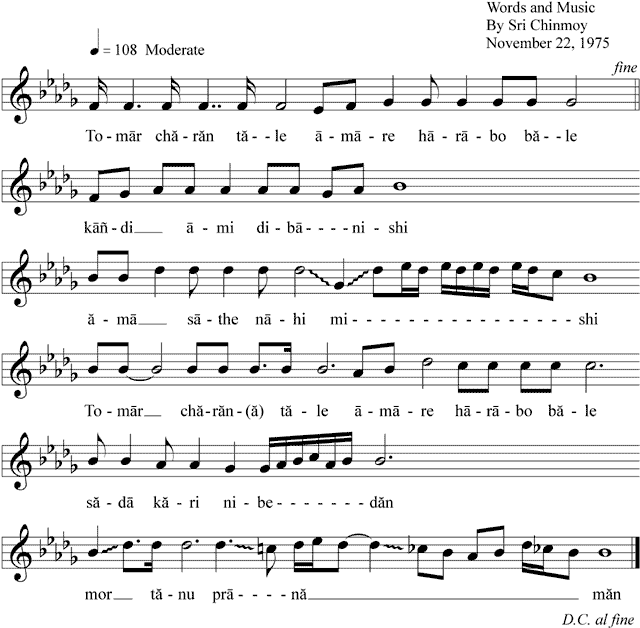 Words and Music
By Sri Chinmoy
November 22, 1975
= 108 Moderate
fine
To-mār chă-răn tă--le ā-mā-re hā-rā-bo bă-le
kāñ-di___ ā-mi di-bā----ni-shi
ă-mā___ sā-the nā-hi mi----------------shi
To-mār___ chă-răn-(ă) tă-le ā-mā-re hā-rā-bo bă-le
să-dā kă-ri ni-be-------dăn
mor___ tă-nu prā----nā______________ măn
D.C. al fine